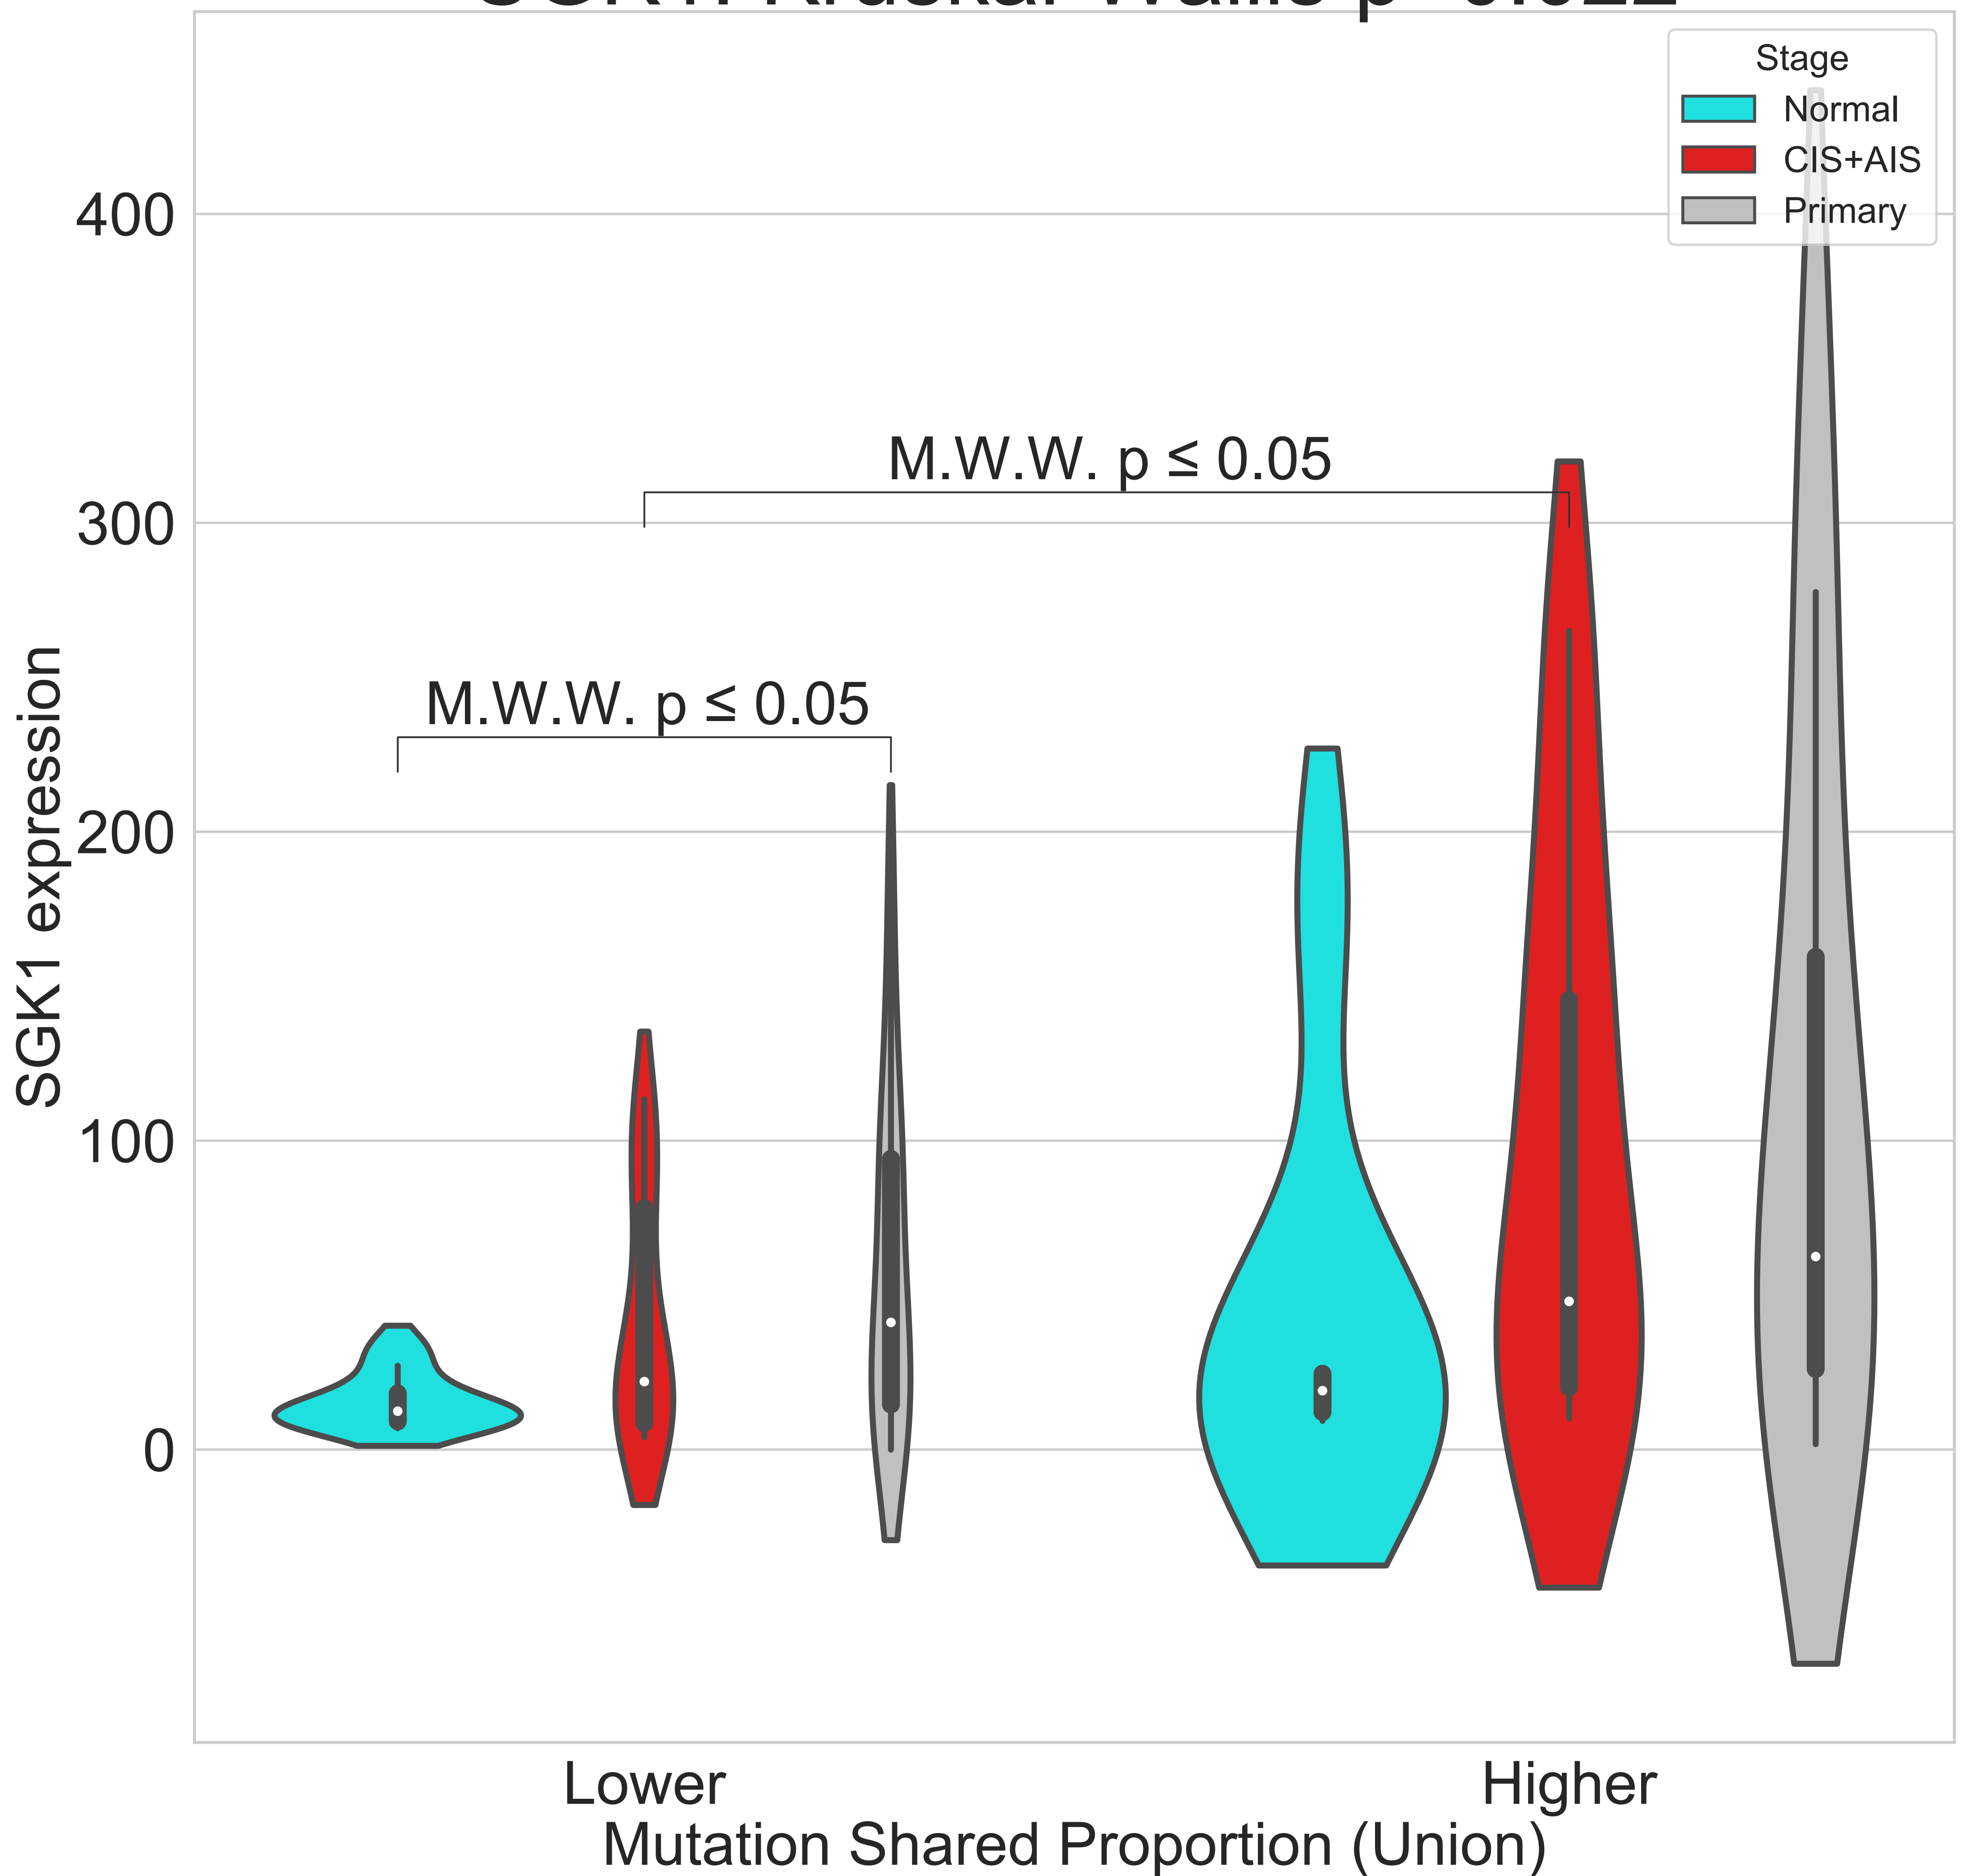 Stage
Normal
CIS+AIS
Primary
400
300
200
100
0
SGK1 expression
M.W.W. p ≤ 0.05
M.W.W. p ≤ 0.05
Lower
Higher
Mutation Shared Proportion (Union)